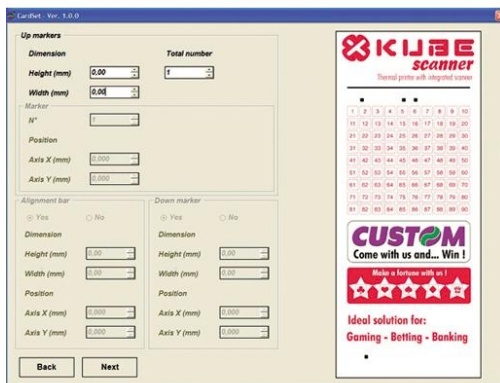 CardSet - Ver. 1.0.0
Up markers
Dimension
Total number
Height (mm)
0,00
1
Width (mm)
0,00
Marker
N°
1
Position
Axis X (mm)
0,000
Axis Y (mm)
0,000
Alignment bar
Yes
No
Dimension
Height (mm)
0,00
Width (mm)
0,00
Position
Axis X (mm)
0,000
Axis Y (mm)
0,000
Down marker
Yes
No
Dimension
Height (mm)
0,00
Width (mm)
0,00
Position
Axis X (mm)
0,000
Axis Y (mm)
0,000
Back
Next
KUBE
scanner
Thermal printer with integrated scanner
1 2 3 4 5 6 7 8 9 10
11 12 13 14 15 16 17 18 19 20
21 22 23 24 25 26 27 28 29 30
31 32 33 34 35 36 37 38 39 40
41 42 43 44 45 46 47 48 49 50
51 52 53 54 55 56 57 58 59 60
61 62 63 64 65 66 67 68 69 70
71 72 73 74 75 76 77 78 79 80
81 82 83 84 85 86 87 88 89 90
CUSTOM
Come with us and... Win !
Make a fortune with us !
Ideal solution for:
Gaming - Betting - Banking